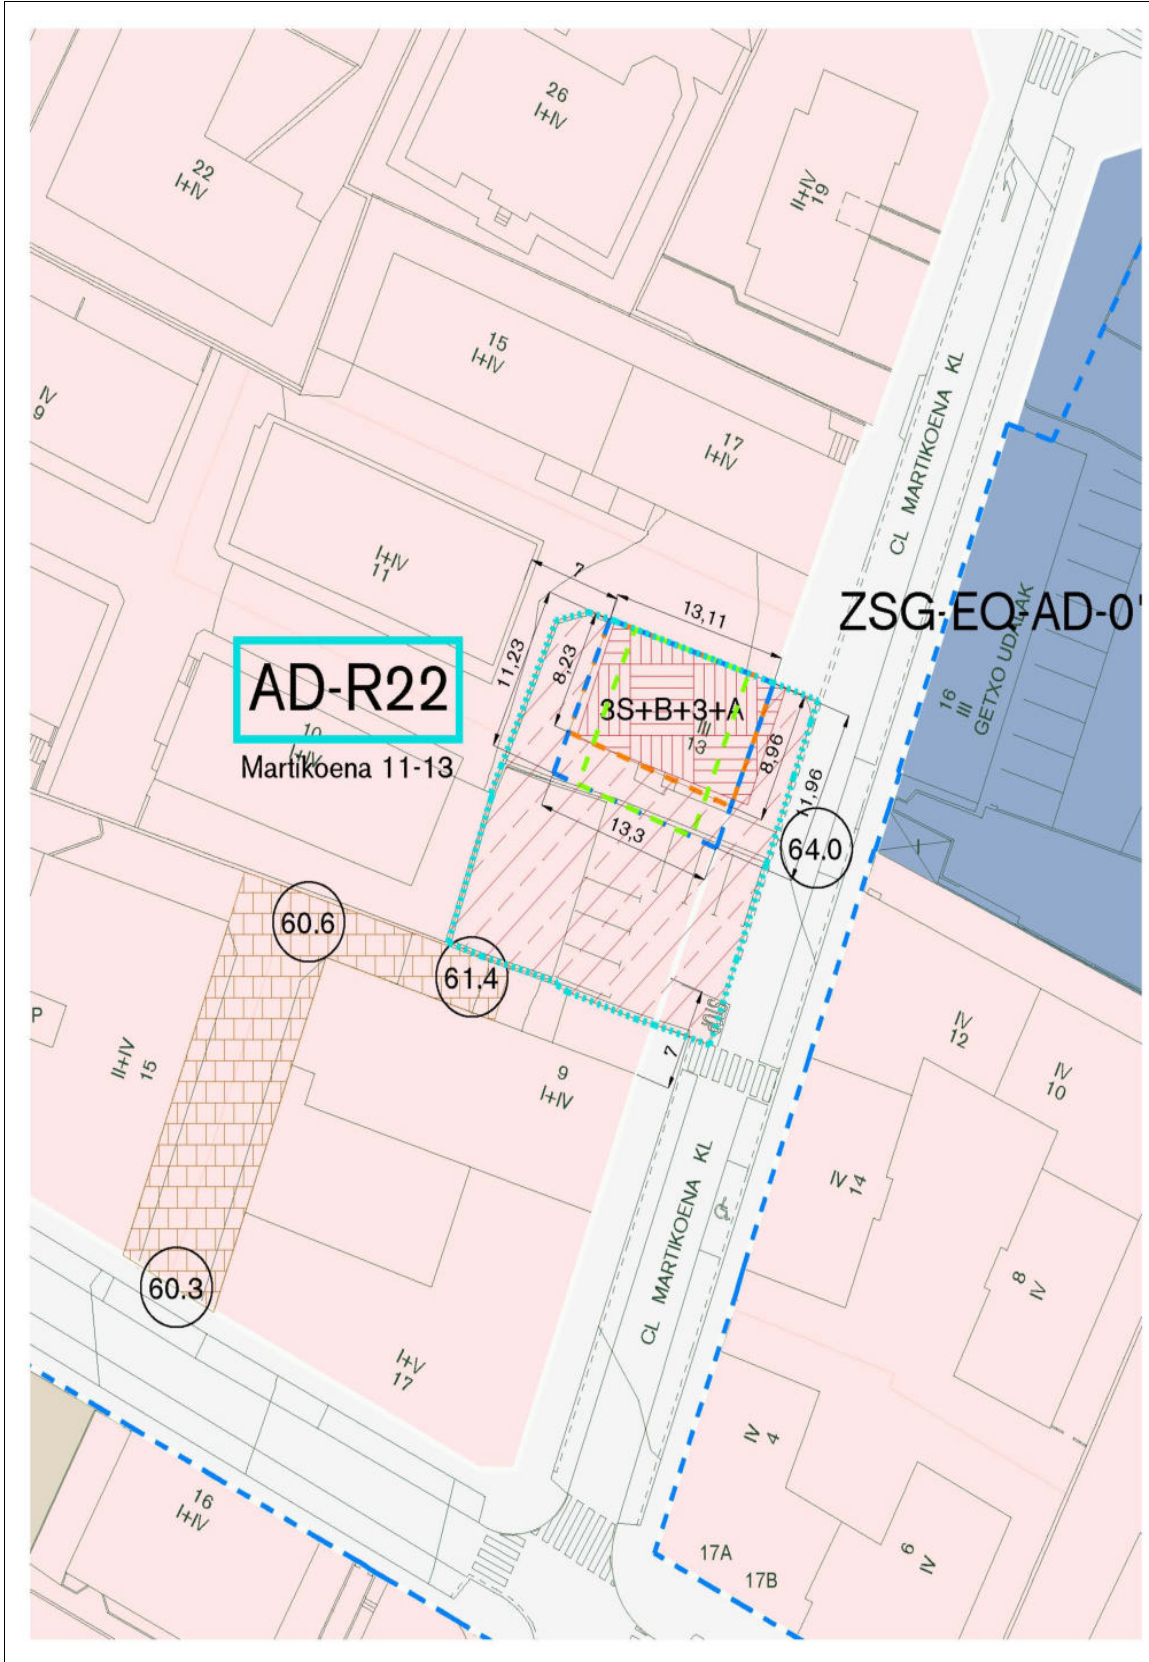 26
I+IV
22
I+IV
II+IV
19
15
I+IV
17
I+IV
IV
9
CL MARTIKOENA KL
I+IV
11
7
13,11
ZSG-EQ-AD-0
16
III
GETXO UDALAK
11,23
8,23
AD-R22
3S+B+3+A
III
13
10
I+IV
Martikoena 11-13
8,96
11,96
13,3
64.0
60.6
61.4
P
STOP
II+IV
15
7
9
I+IV
IV
12
IV
10
IV
14
CL MARTIKOENA KL
8
IV
60.3
I+V
17
IV
4
16
I+IV
17A
17B
6
IV
I